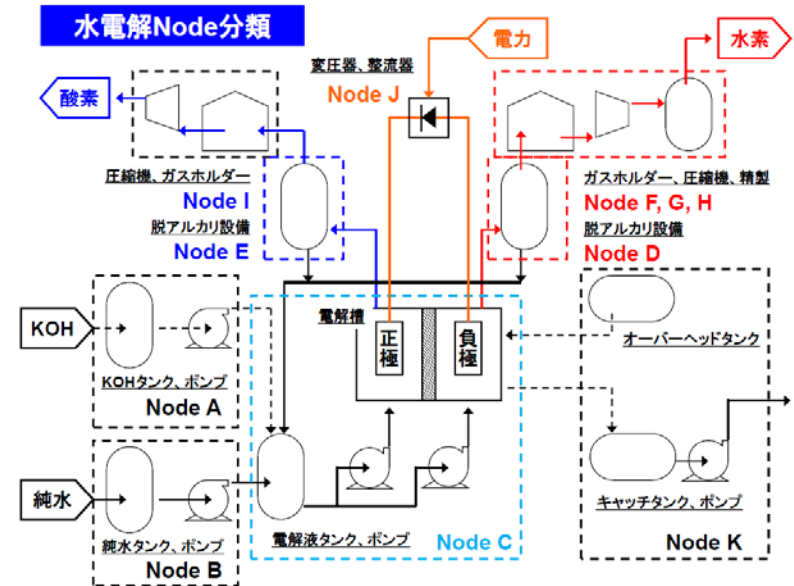 水電解Node分類
電力
水素
酸素
変圧器、整流器
Node J
圧縮機、ガスホルダー
Node I
脱アルカリ設備
Node E
ガスホルダー、圧縮機、精製
Node F, G, H
脱アルカリ設備
Node D
KOH
KOHタンク、ポンプ
Node A
電解槽
正極
負極
オーバーヘッドタンク
純水
純水タンク、ポンプ
Node B
電解液タンク、ポンプ
Node C
キャッチタンク、ポンプ
Node K